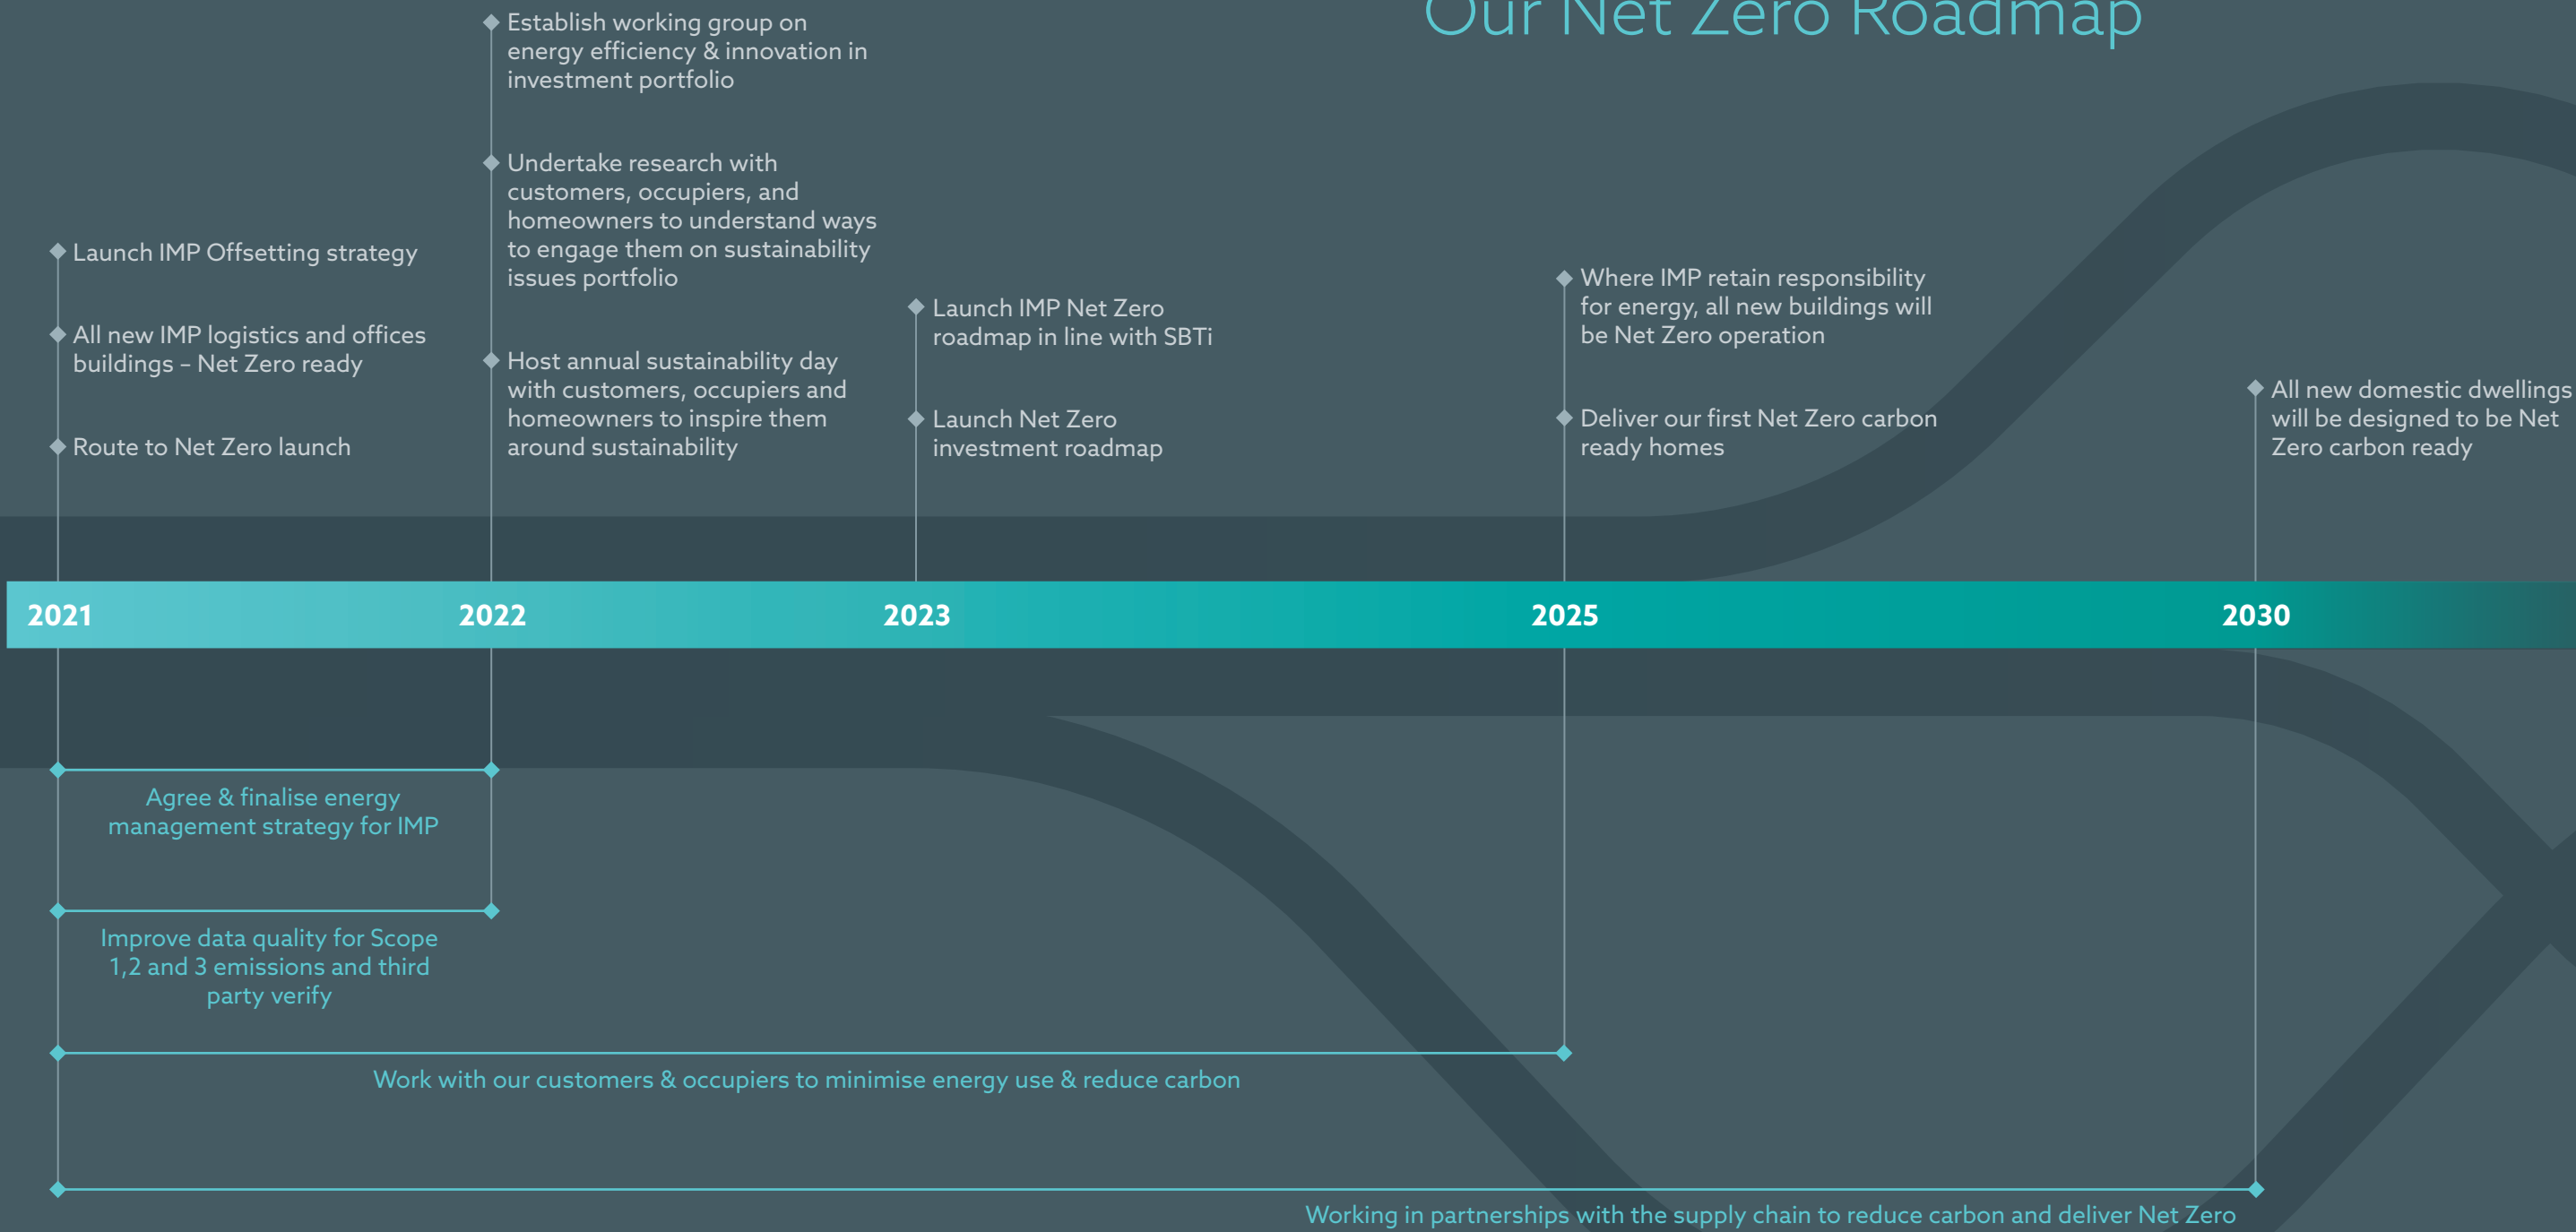 Our Net Zero Roadmap
Launch IMP Offsetting strategy
All new IMP logistics and offices
buildings – Net Zero ready
Route to Net Zero launch
Establish working group on
energy efficiency & innovation in
investment portfolio
Undertake research with
customers, occupiers, and
homeowners to understand ways
to engage them on sustainability
issues portfolio
Host annual sustainability day
with customers, occupiers and
homeowners to inspire them
around sustainability
Launch IMP Net Zero
roadmap in line with SBTi
Launch Net Zero
investment roadmap
Where IMP retain responsibility
for energy, all new buildings will
be Net Zero operation
Deliver our first Net Zero carbon
ready homes
All new domestic dwellings
will be designed to be Net
Zero carbon ready
2021
2022
2023
2025
2030
Agree & finalise energy
management strategy for IMP
Improve data quality for Scope
1,2 and 3 emissions and third
party verify
Work with our customers & occupiers to minimise energy use & reduce carbon
Working in partnerships with the supply chain to reduce carbon and deliver Net Zero